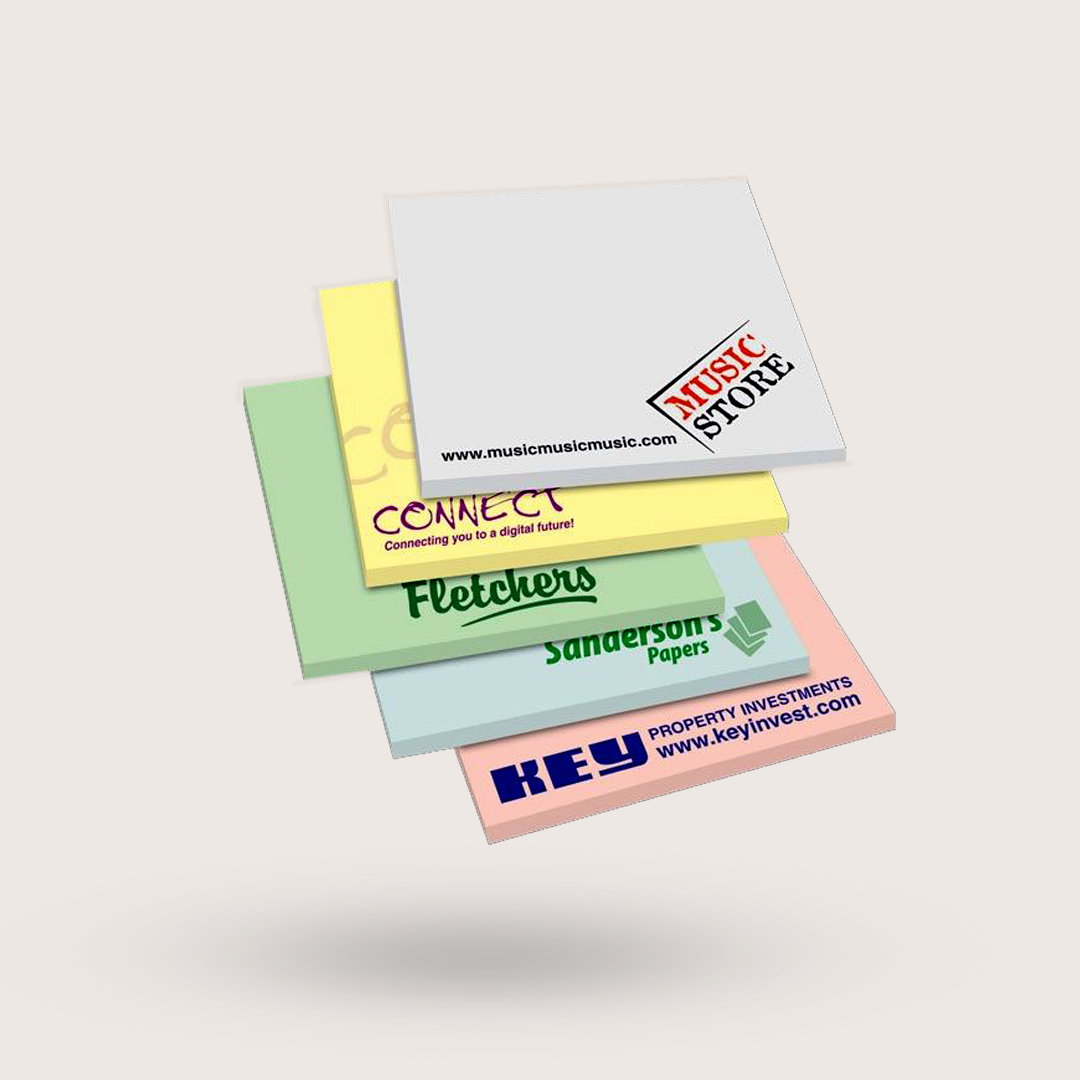 MUSIC
STORE
www.musicmusicmusic.com
CONNECT
Connecting you to a digital future!
Fletchers
Sanderson's
Papers
KEY
PROPERTY INVESTMENTS
www.keyinvest.com